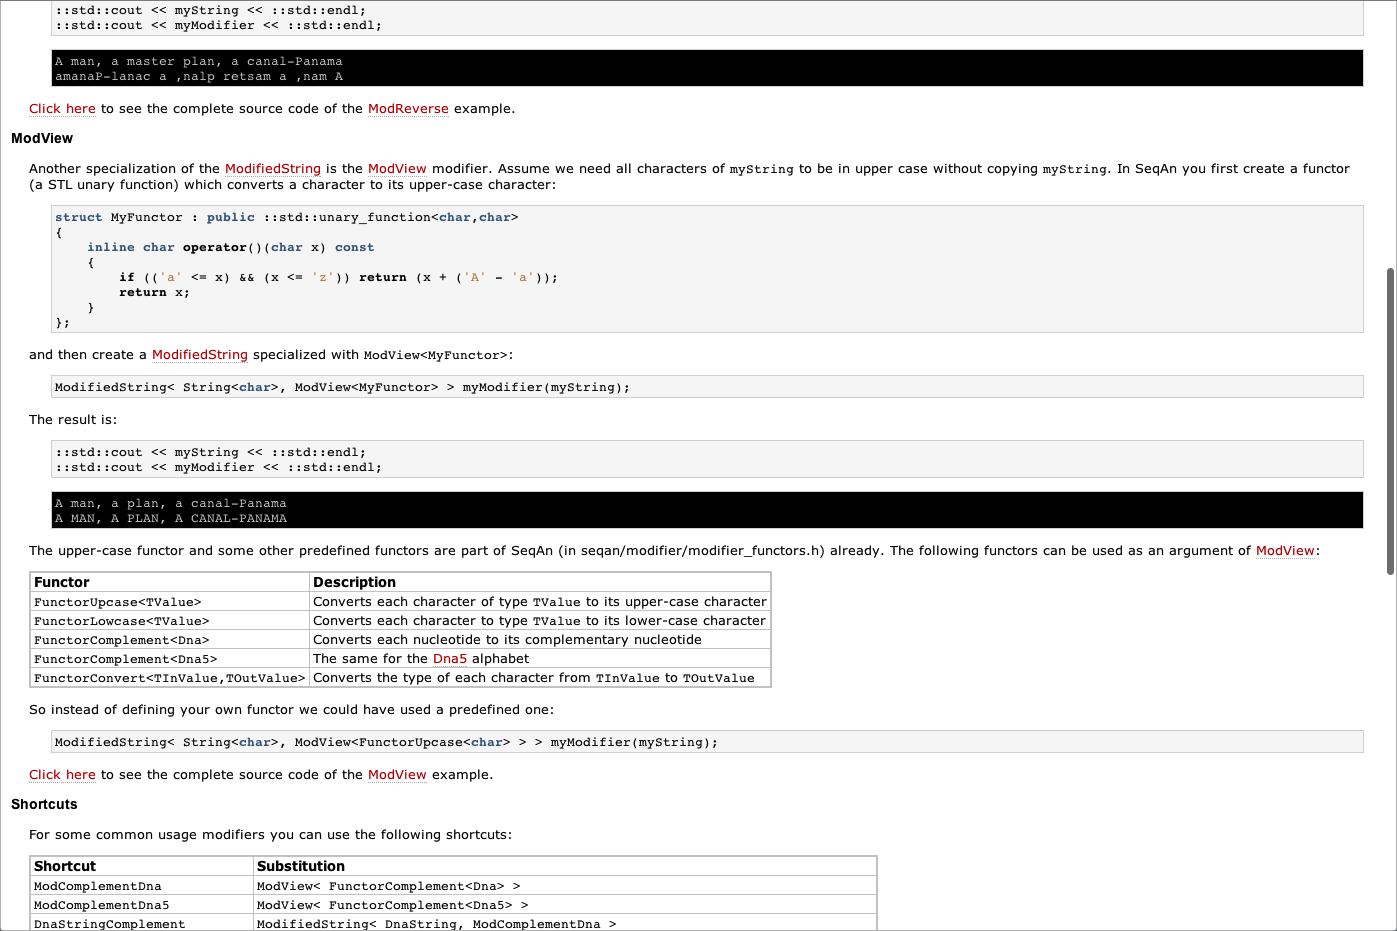 ::std::cout << myString << ::std::endl;
::std::cout << myModifier << ::std::endl;
A man, a master plan, a canal-Panama
amanaP-lanac a ,nalp retsam a ,nam A
Click here to see the complete source code of the ModReverse example.
ModView
Another specialization of the ModifiedString is the ModView modifier. Assume we need all characters of myString to be in upper case without copying myString. In SeqAn you first create a functor
(a STL unary function) which converts a character to its upper-case character:
struct MyFunctor : public ::std::unary_function<char,char>
{
    inline char operator()(char x) const
    {
        if (('a' <= x) && (x <= 'z')) return (x + ('A' - 'a'));
        return x;
    }
};
and then create a ModifiedString specialized with ModView<MyFunctor>:
ModifiedString< String<char>, ModView<MyFunctor> > myModifier(myString);
The result is:
::std::cout << myString << ::std::endl;
::std::cout << myModifier << ::std::endl;
A man, a plan, a canal-Panama
A MAN, A PLAN, A CANAL-PANAMA
The upper-case functor and some other predefined functors are part of SeqAn (in seqan/modifier/modifier_functors.h) already. The following functors can be used as an argument of ModView:
Functor Description
FunctorUpcase<TValue> Converts each character of type TValue to its upper-case character
FunctorLowcase<TValue> Converts each character to type TValue to its lower-case character
FunctorComplement<Dna> Converts each nucleotide to its complementary nucleotide
FunctorComplement<Dna5> The same for the Dna5 alphabet
FunctorConvert<TInValue,TOutValue> Converts the type of each character from TInValue to TOutValue
So instead of defining your own functor we could have used a predefined one:
ModifiedString< String<char>, ModView<FunctorUpcase<char> > > myModifier(myString);
Click here to see the complete source code of the ModView example.
Shortcuts
For some common usage modifiers you can use the following shortcuts:
Shortcut Substitution
ModComplementDna ModView< FunctorComplement<Dna> >
ModComplementDna5 ModView< FunctorComplement<Dna5> >
DnaStringComplement ModifiedString< DnaString, ModComplementDna >